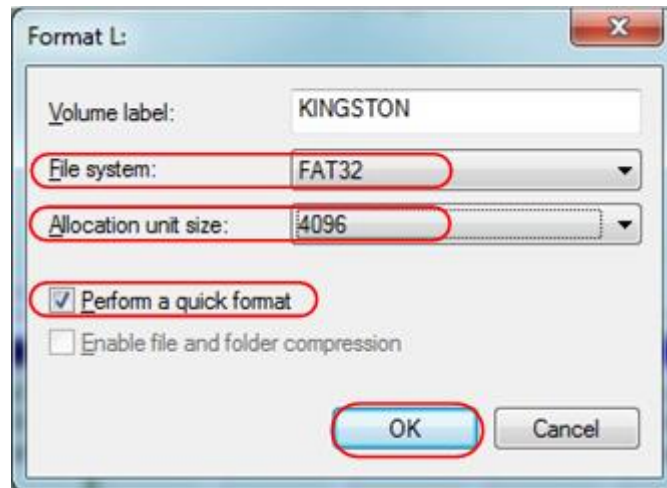 Format L:
Volume label: KINGSTON
File system: FAT32
Allocation unit size: 4096
Perform a quick format
Enable file and folder compression
OK Cancel